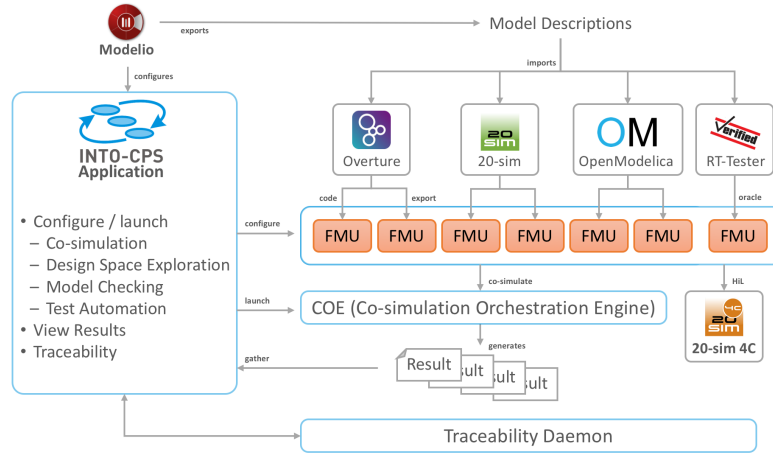 Modelio
exports
Model Descriptions
configures
imports
INTO-CPS
Application
Overture
20
SIM
20-sim
OM
OpenModelica
Verified
RT-Tester
code
export
oracle
• Configure / launch
– Co-simulation
– Design Space Exploration
– Model Checking
– Test Automation
• View Results
• Traceability
configure
FMU
FMU
FMU
FMU
FMU
FMU
FMU
co-simulate
HiL
launch
COE (Co-simulation Orchestration Engine)
4C
20
SIM
20-sim 4C
generates
gather
Result
sult
sult
sult
Traceability Daemon